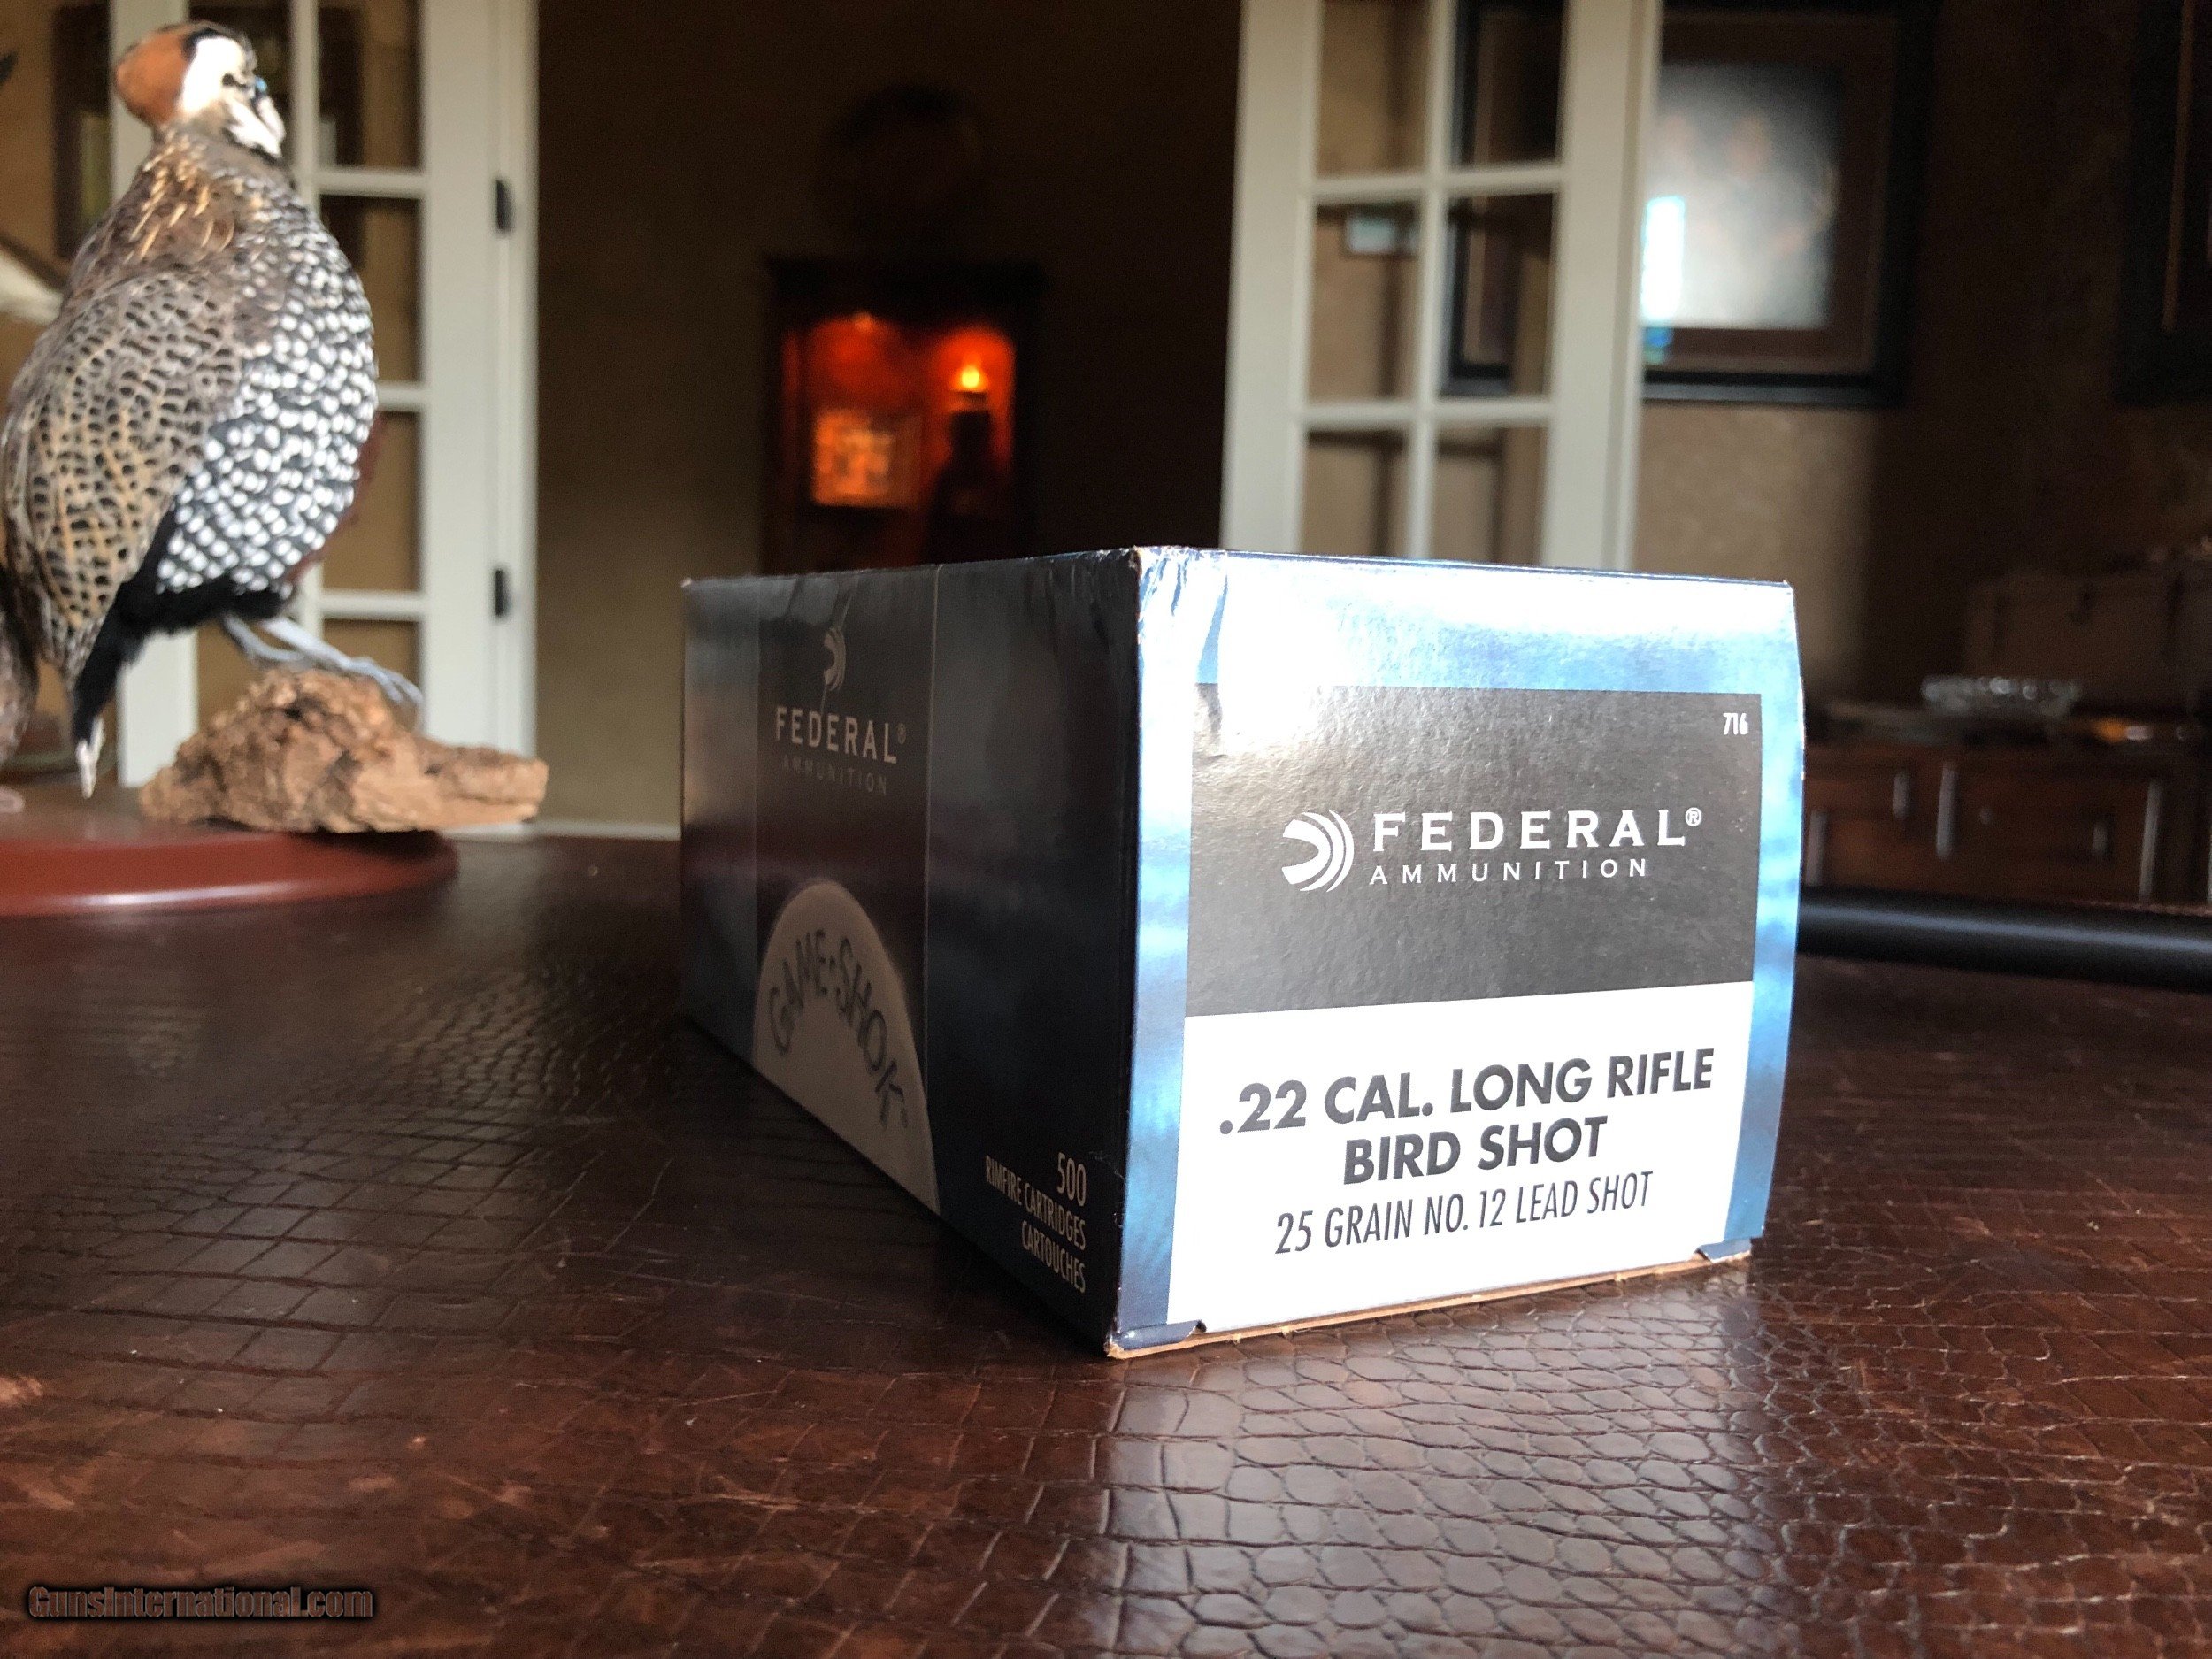 FEDERAL®
AMMUNITION
GAME-SHOK®
500
RIMFIRE CARTRIDGES
CARTOUCHES
716
FEDERAL®
AMMUNITION
.22 CAL. LONG RIFLE
BIRD SHOT
25 GRAIN NO. 12 LEAD SHOT
GunsInternational.com